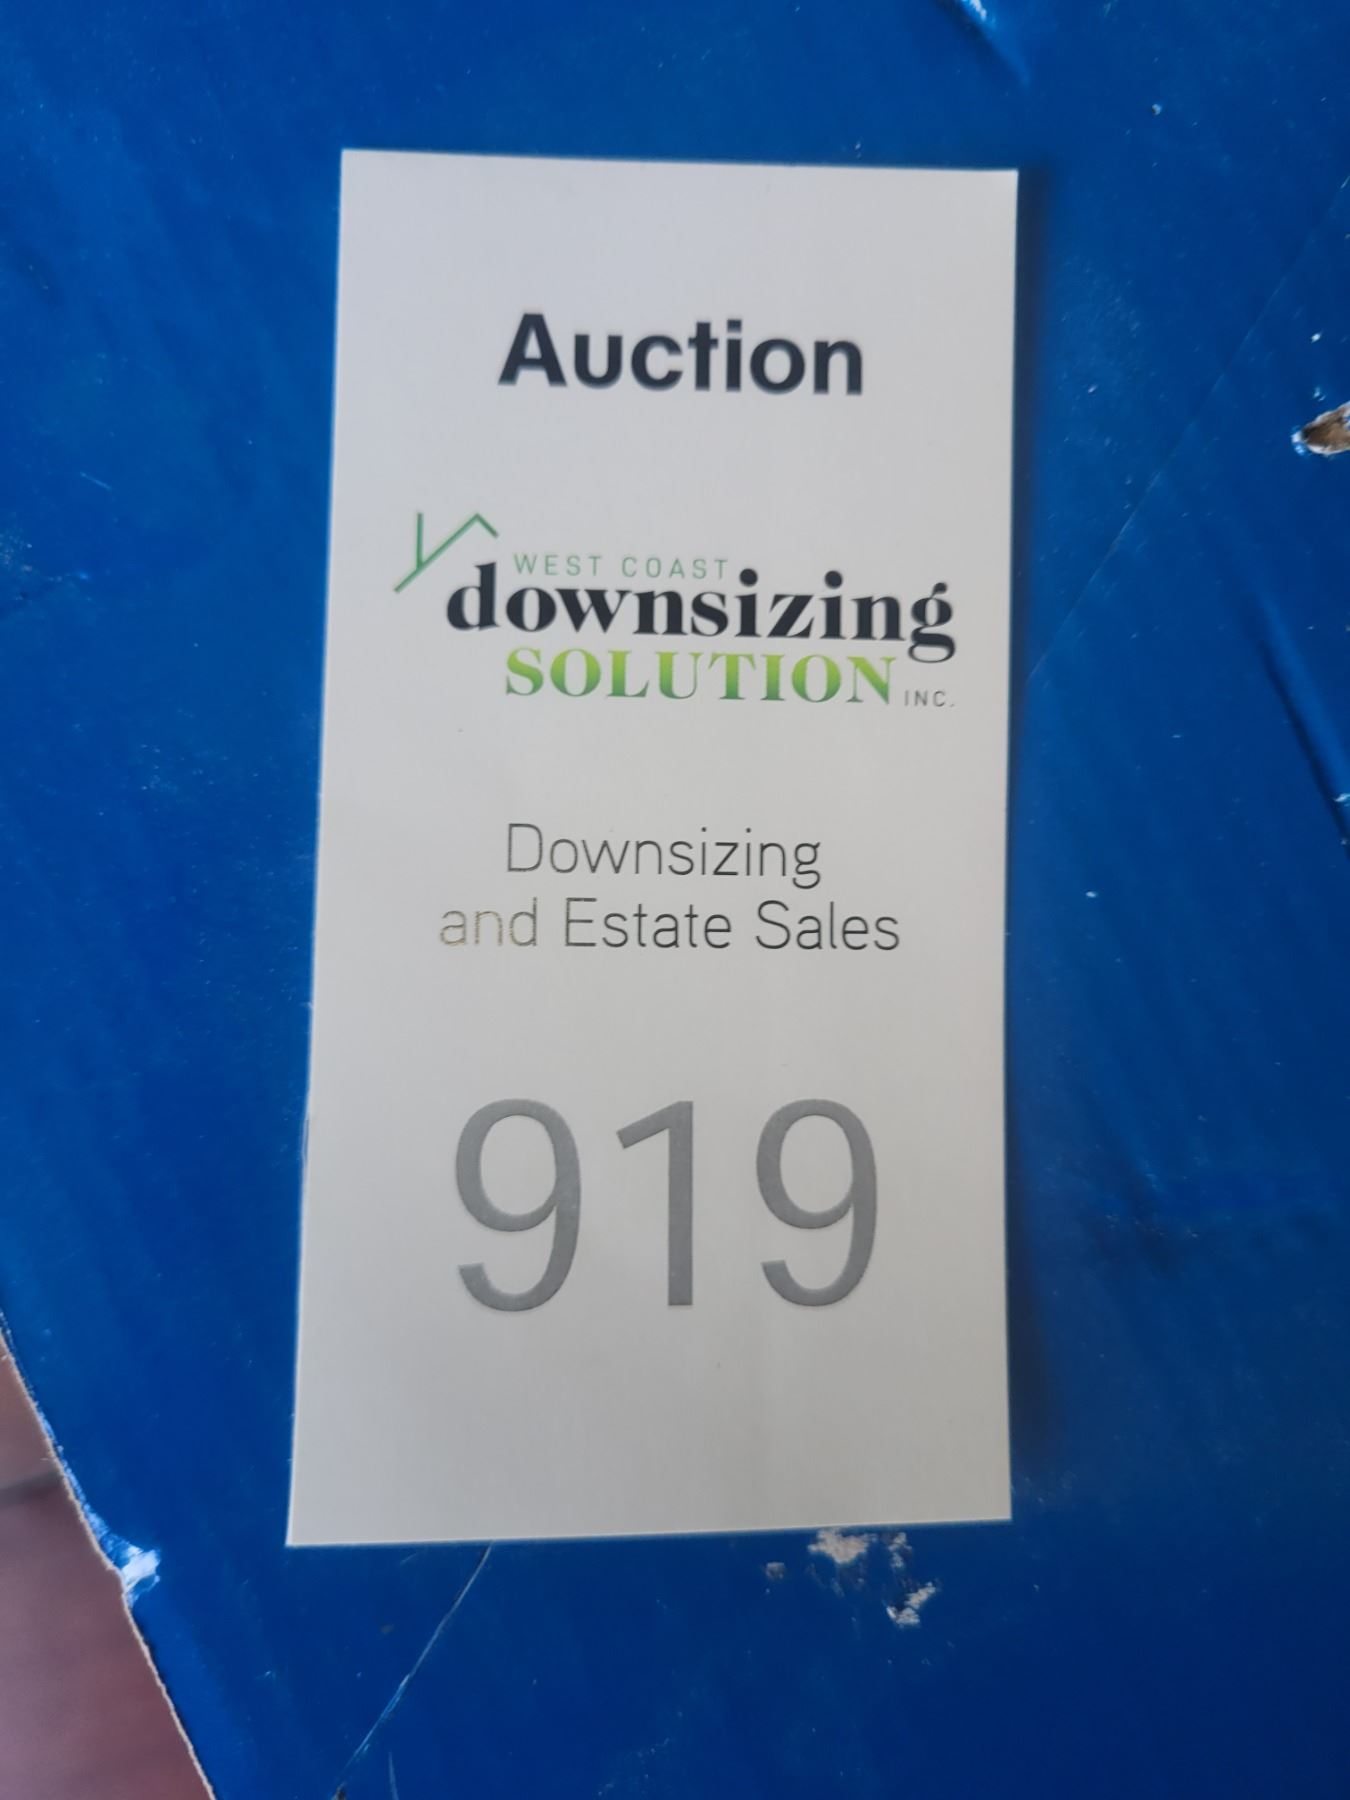 Auction
WEST COAST
downsizing
SOLUTION INC.
Downsizing
and Estate Sales
919